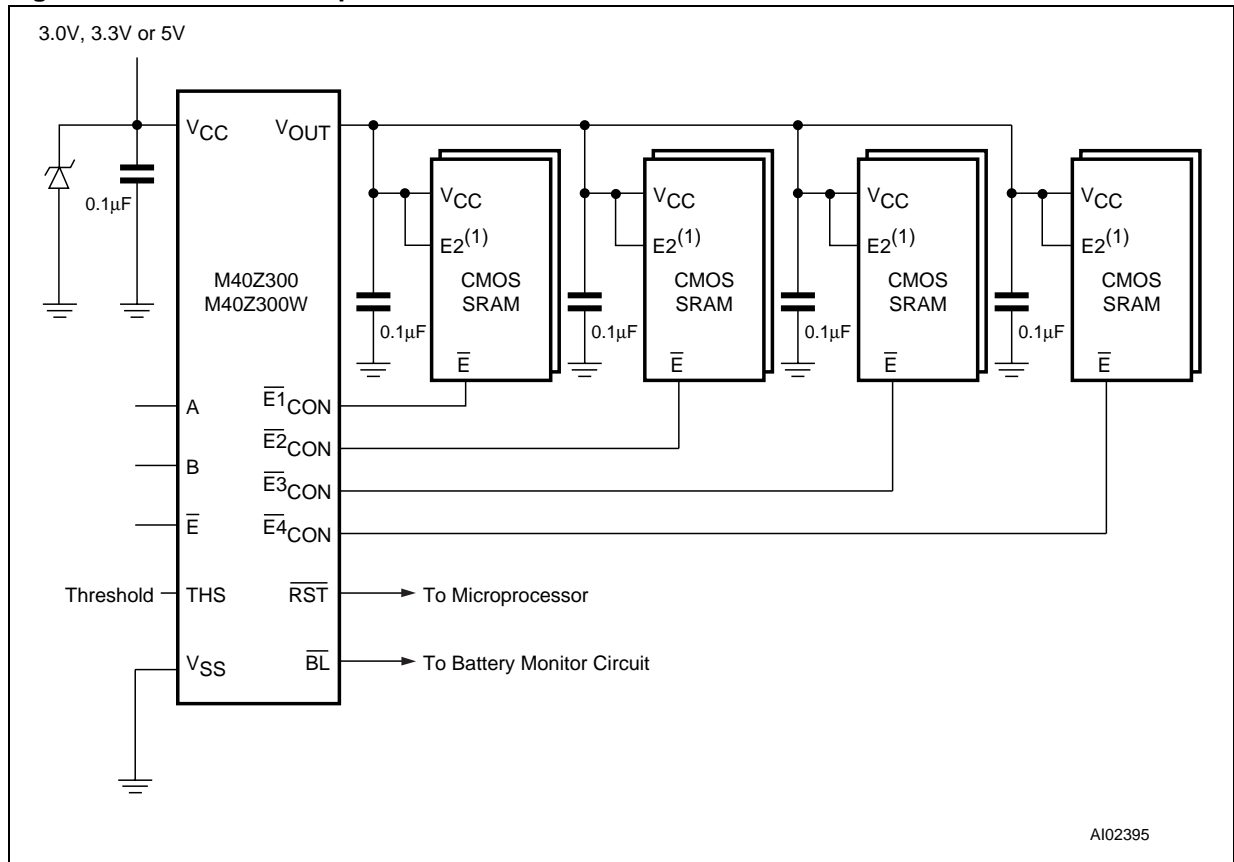 3.0V, 3.3V or 5V
VCC
VOUT
0.1μF
M40Z300
M40Z300W
VCC
E2(1)
CMOS
SRAM
E
0.1μF
VCC
E2(1)
CMOS
SRAM
E
0.1μF
VCC
E2(1)
CMOS
SRAM
E
0.1μF
VCC
E2(1)
CMOS
SRAM
E
0.1μF
A
E1CON
B
E2CON
E3CON
E
E4CON
Threshold
THS
RST
To Microprocessor
VSS
BL
To Battery Monitor Circuit
AI02395